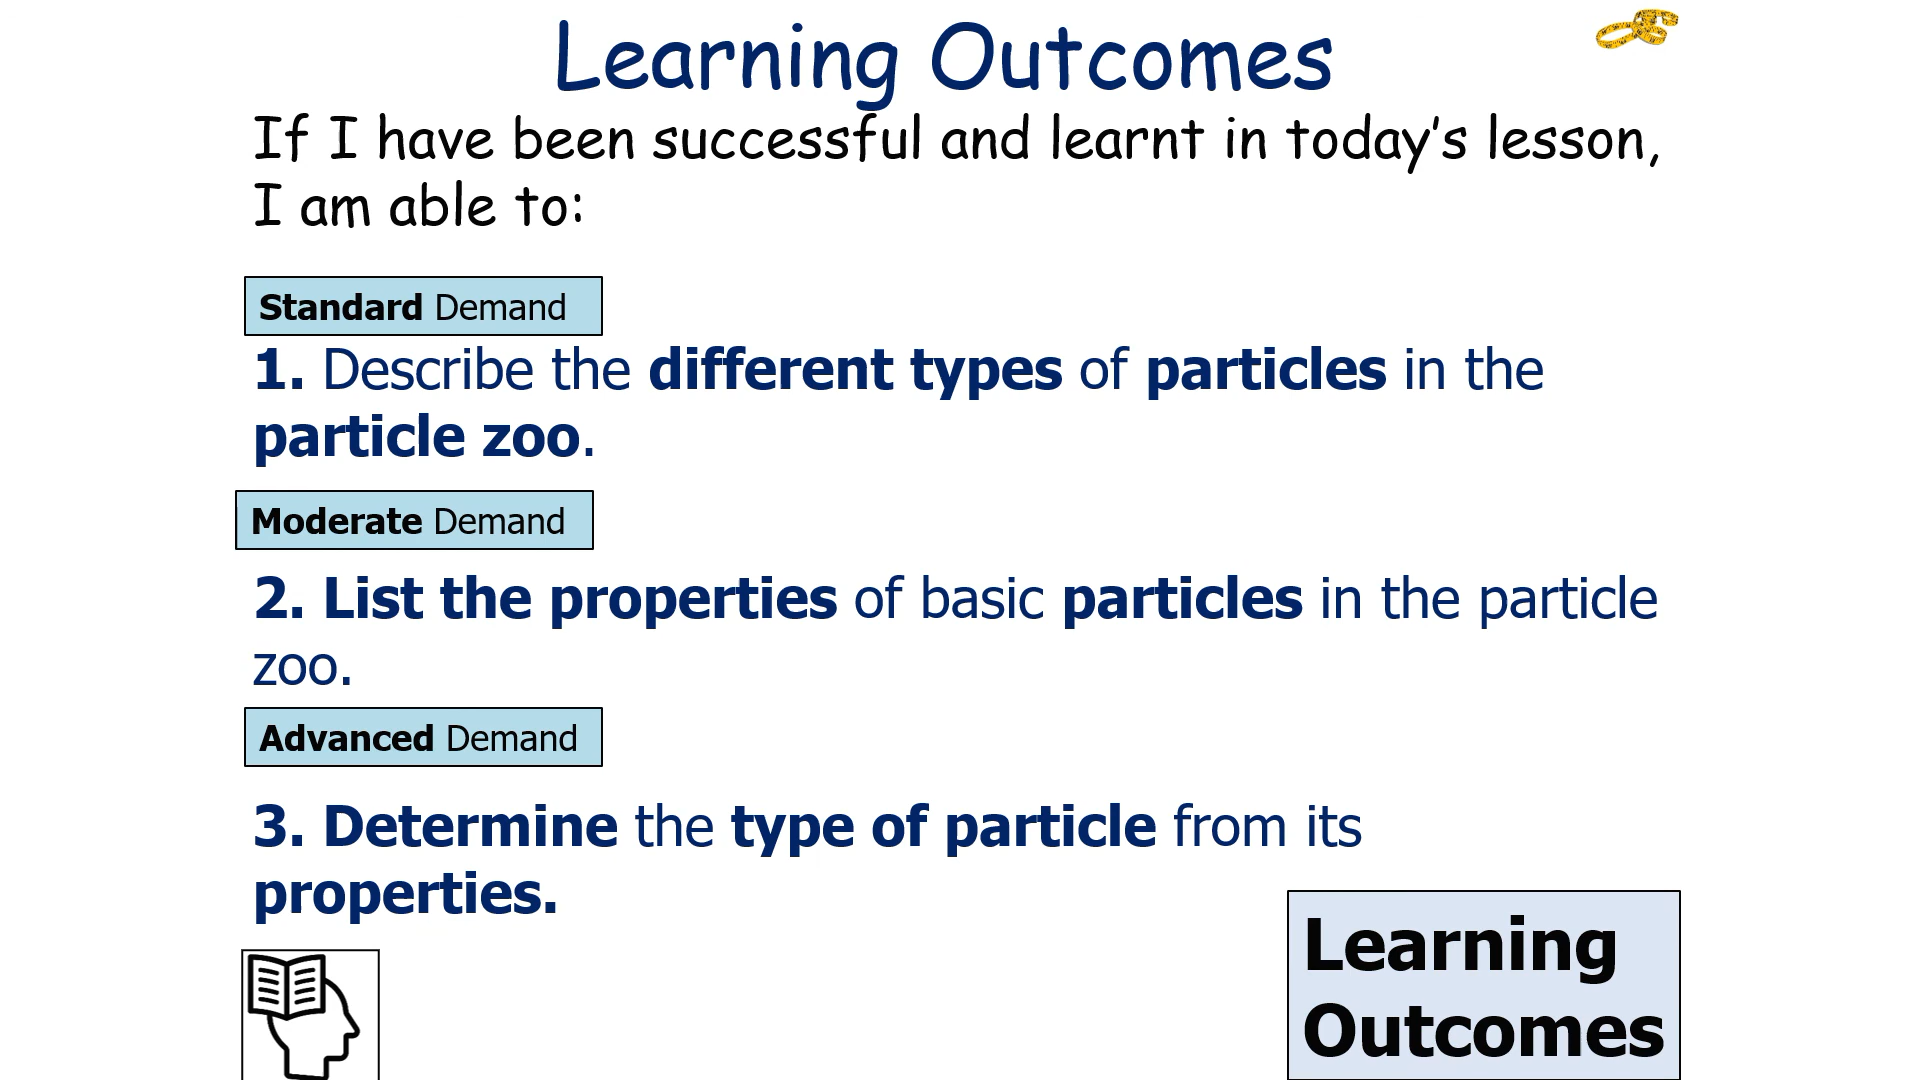 Learning Outcomes
If I have been successful and learnt in today’s lesson,
I am able to:
Standard Demand
1. Describe the different types of particles in the
particle zoo.
Moderate Demand
2. List the properties of basic particles in the particle
zoo.
Advanced Demand
3. Determine the type of particle from its
properties.
Learning
Outcomes